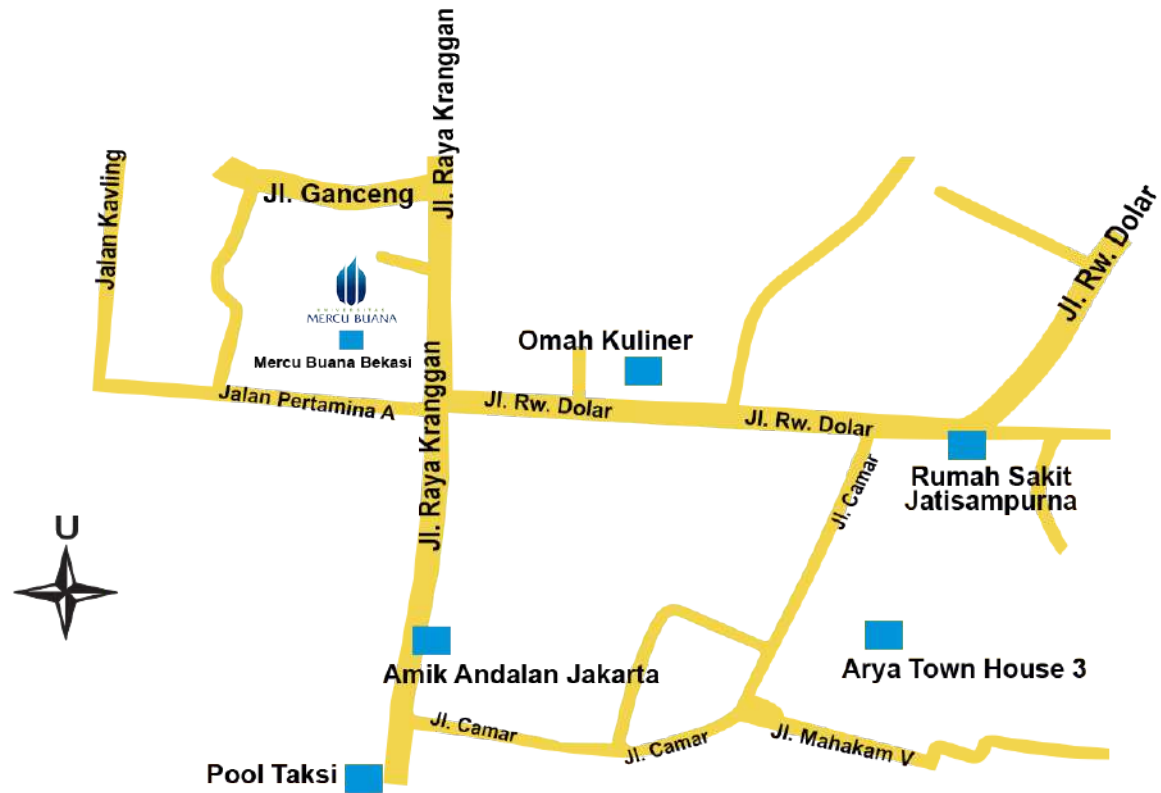 Jl. Raya Kranggan
Jalan Kavling
Jl. Ganceng
Jl. Rw. Dolar
UNIVERSITAS
MERCU BUANA
Mercu Buana Bekasi
Omah Kuliner
Jl. Raya Kranggan
Jalan Pertamina A
Jl. Rw. Dolar
Jl. Rw. Dolar
Jl. Camar
Rumah Sakit
Jatisampurna
U
Amik Andalan Jakarta
Arya Town House 3
Jl. Camar
Jl. Camar
Jl. Mahakam V
Pool Taksi